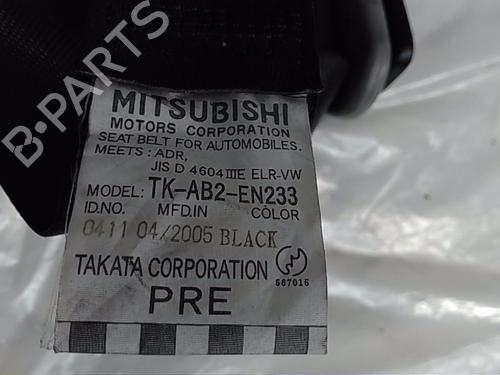 B-PARTS
MITSUBISHI
MOTORS CORPORATION
SEAT BELT FOR AUTOMOBILES.
MEETS : ADR,
JIS D 4604 IIIE ELR-VW
MODEL: TK-AB2-EN233
ID.NO. MFD.IN COLOR
0411 04/2005 BLACK
TAKATA CORPORATION
567015
PRE